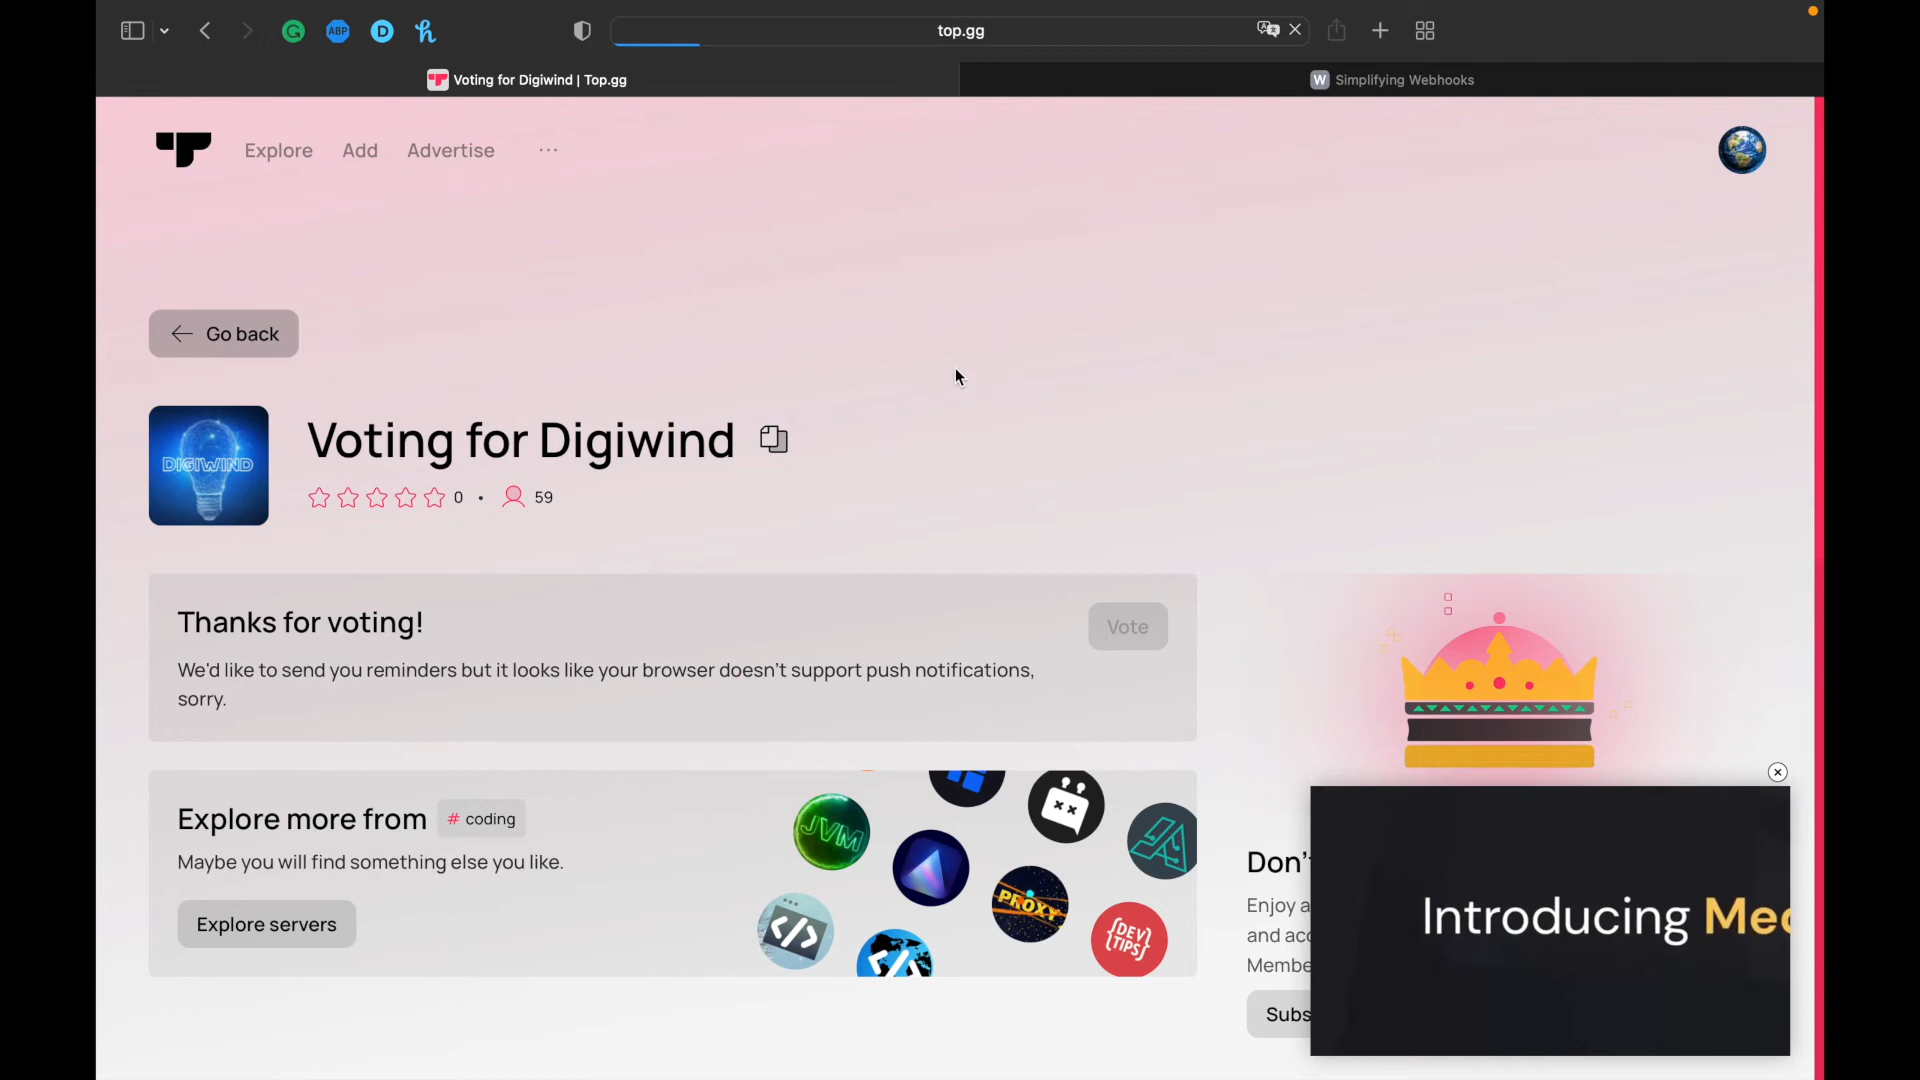 ABP
D
top.gg
Voting for Digiwind | Top.gg
W Simplifying Webhooks
Explore Add Advertise ...
Go back
DIGIWIND
Voting for Digiwind
0 • 59
Thanks for voting!
Vote
We'd like to send you reminders but it looks like your browser doesn't support push notifications,
sorry.
Explore more from # coding
Maybe you will find something else you like.
Explore servers
JVM
PROXY
</>
</>
{DEV
TIPS}
Don'
Enjoy a
and acc
Membe
Subs
Introducing Med